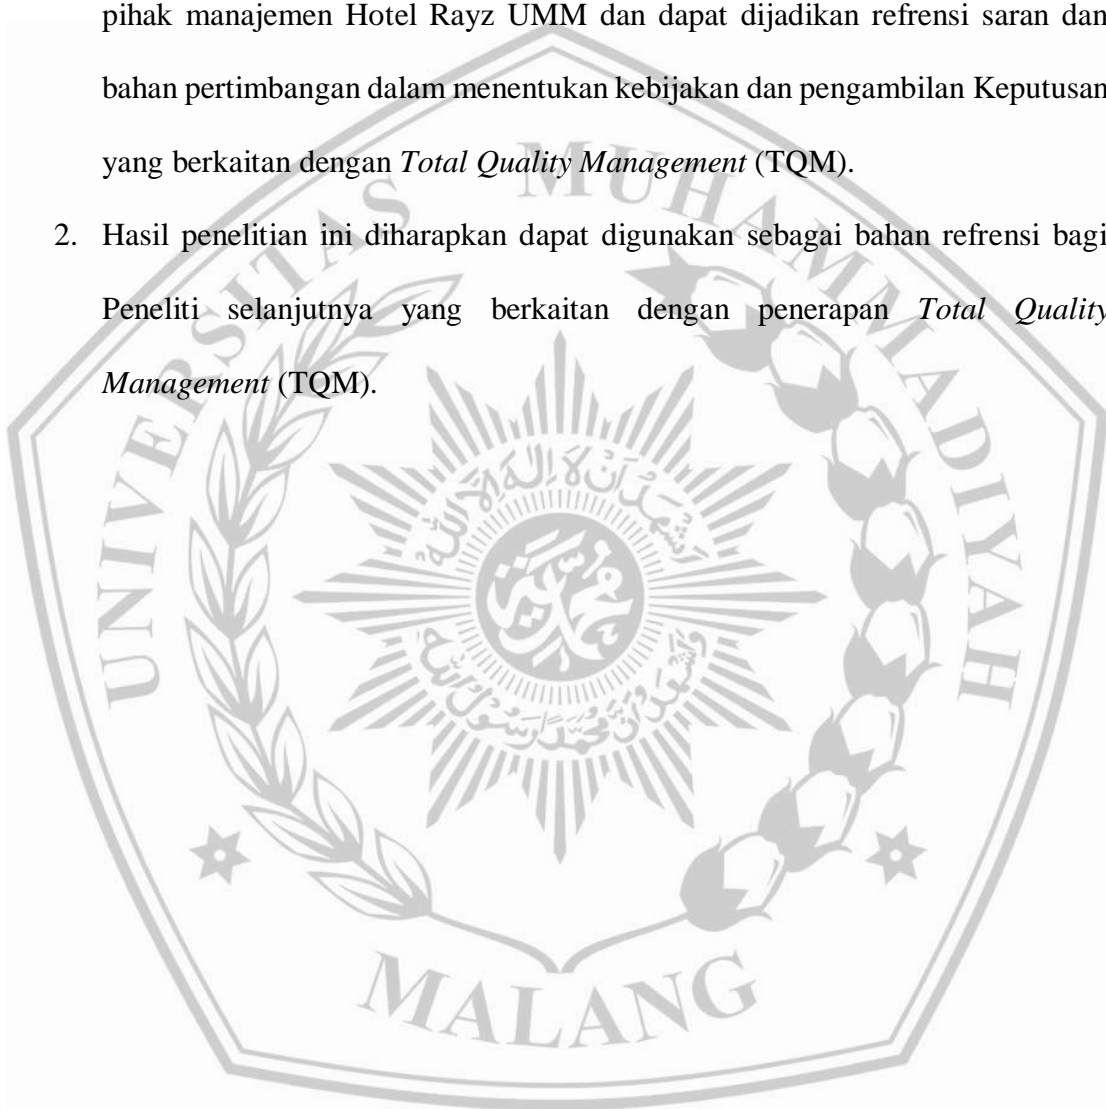 pihak manajemen Hotel Rayz UMM dan dapat dijadikan refrensi saran dan
bahan pertimbangan dalam menentukan kebijakan dan pengambilan Keputusan
yang berkaitan dengan Total Quality Management (TQM).
2. Hasil penelitian ini diharapkan dapat digunakan sebagai bahan refrensi bagi
Peneliti selanjutnya yang berkaitan dengan penerapan Total Quality
Management (TQM).
UNIVERSITAS MUHAMMADIYAH
MALANG